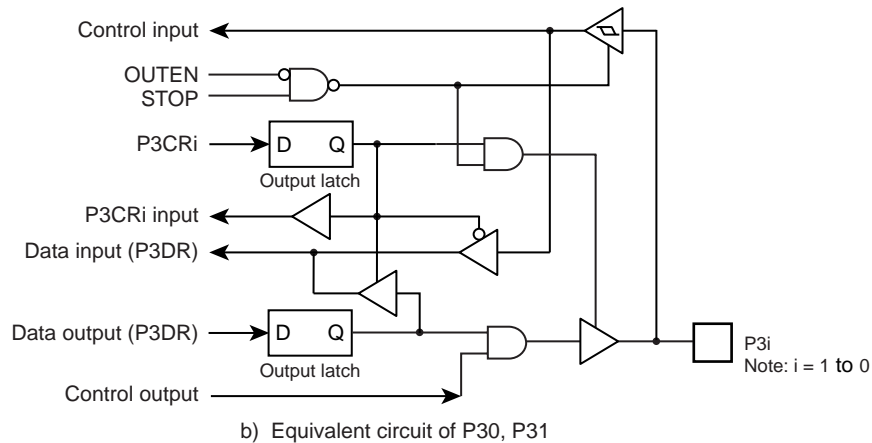 Control input
OUTEN
STOP
P3CRi
D Q
Output latch
P3CRi input
Data input (P3DR)
Data output (P3DR)
D Q
P3i
Note: i = 1 to 0
Output latch
Control output
b) Equivalent circuit of P30, P31